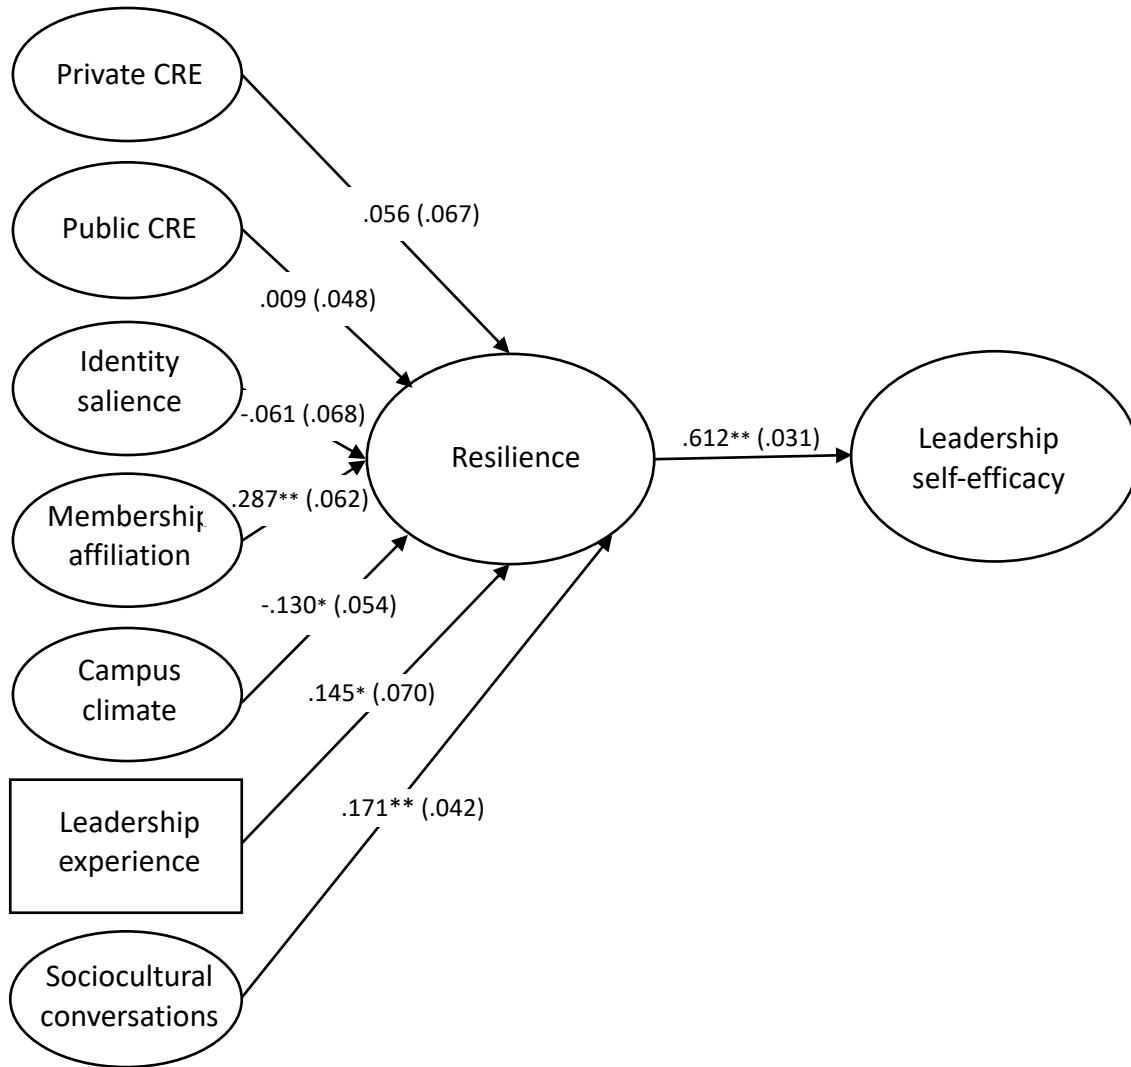 Private CRE
.056 (.067)
Public CRE
.009 (.048)
Identity
salience
-.061 (.068)
Resilience
.612** (.031)
Leadership
self-efficacy
.287** (.062)
Membership
affiliation
-.130* (.054)
Campus
climate
.145* (.070)
Leadership
experience
.171** (.042)
Sociocultural
conversations